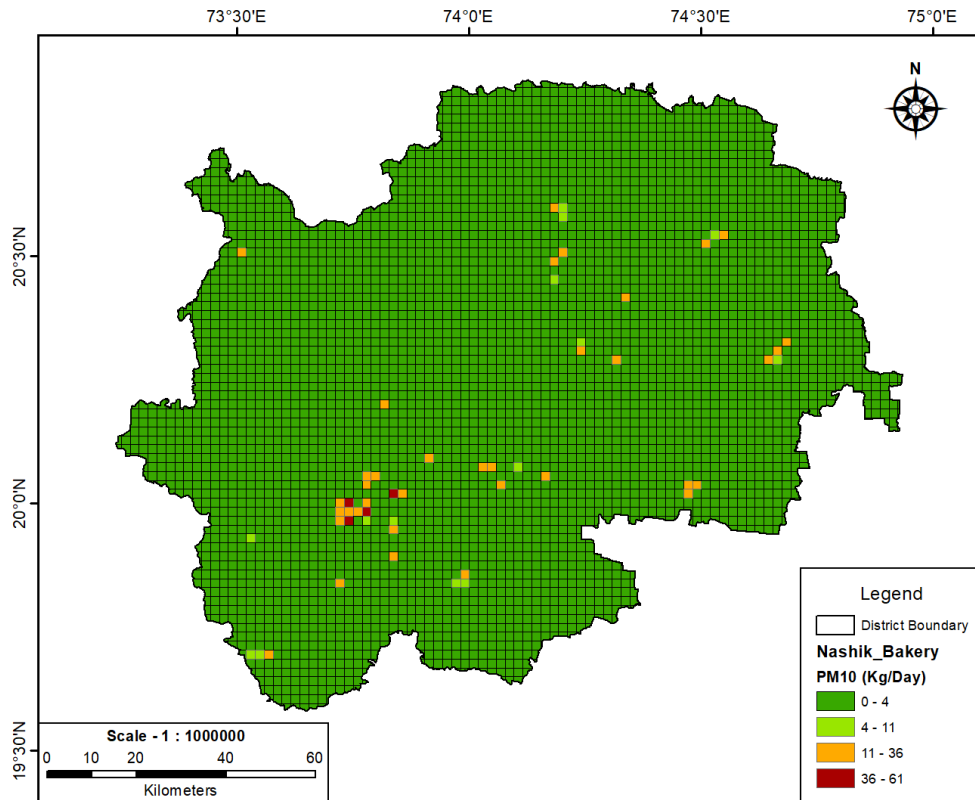 73°30'E 74°0'E 74°30'E 75°0'E
N
20°30'N
20°0'N
19°30'N
Legend
District Boundary
Nashik_Bakery
PM10 (Kg/Day)
0 - 4
4 - 11
11 - 36
36 - 61
Scale - 1 : 1000000
0 10 20 40 60
Kilometers